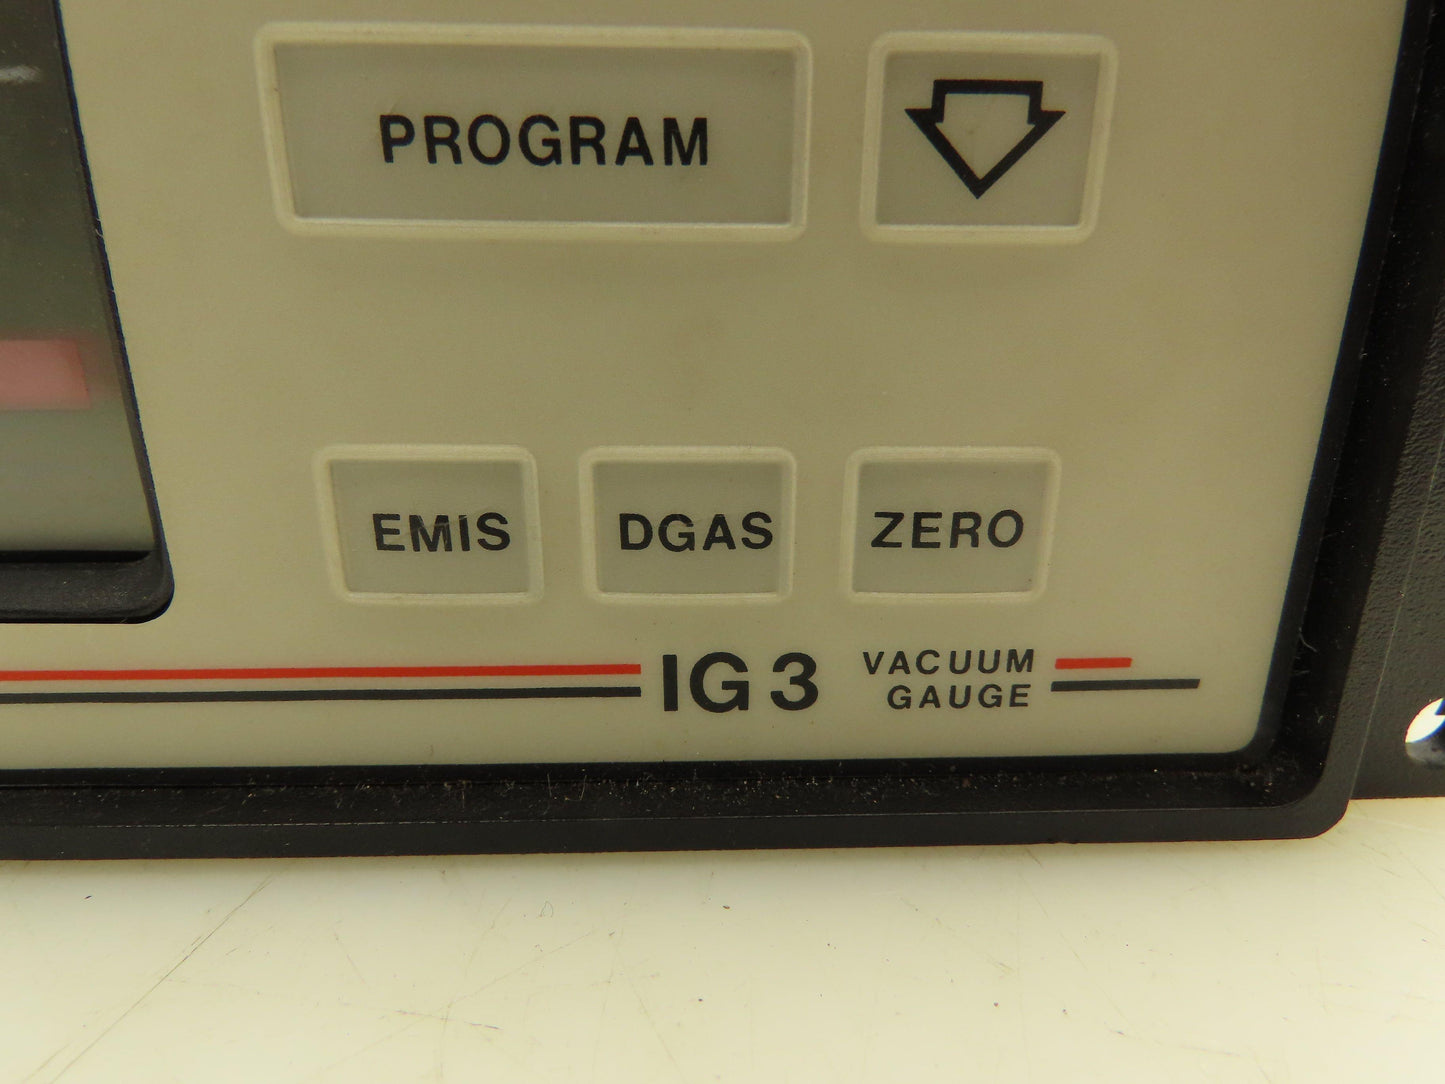 PROGRAM
EMIS DGAS ZERO
IG3 VACUUM
GAUGE